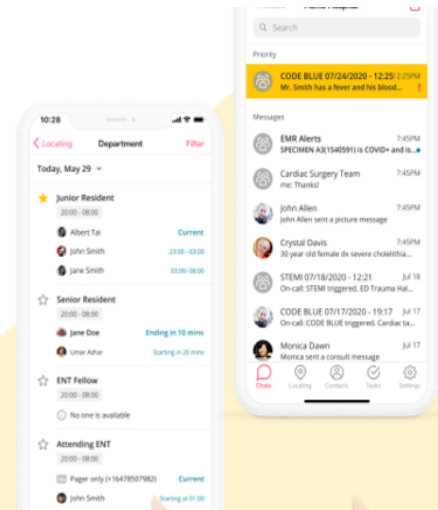 10:28
Locating
Department
Filter
Today, May 29
Junior Resident
20:00 - 08:00
Albert Tai
Current
John Smith
23:00 - 03:00
Jane Smith
03:00 - 08:00
Senior Resident
20:00 - 08:00
Jane Doe
Ending in 10 mins
Umar Azhar
Starting in 20 mins
ENT Fellow
20:00 - 08:00
No one is available
Attending ENT
20:00 - 08:00
Pager only (+16478507982)
Current
John Smith
Starting at 01:00
Search
Priority
CODE BLUE 07/24/2020 - 12:25
12:25PM
Mr. Smith has a fever and his blood...
Messages
EMR Alerts
7:45PM
SPECIMEN A3(1540591) is COVID+ and is...
Cardiac Surgery Team
7:45PM
me: Thanks!
John Allen
7:45PM
John Allen sent a picture message
Crystal Davis
7:45PM
30 year old female dx severe cholelithia...
STEMI 07/18/2020 - 12:21
Jul 18
On-call: STEMI triggered, ED Trauma Hal...
CODE BLUE 07/17/2020 - 19:17
Jul 17
On-call: CODE BLUE triggered, Cardiac ta...
Monica Dawn
Jul 17
Monica sent a consult message
Chats
Locating
Contacts
Tasks
Settings